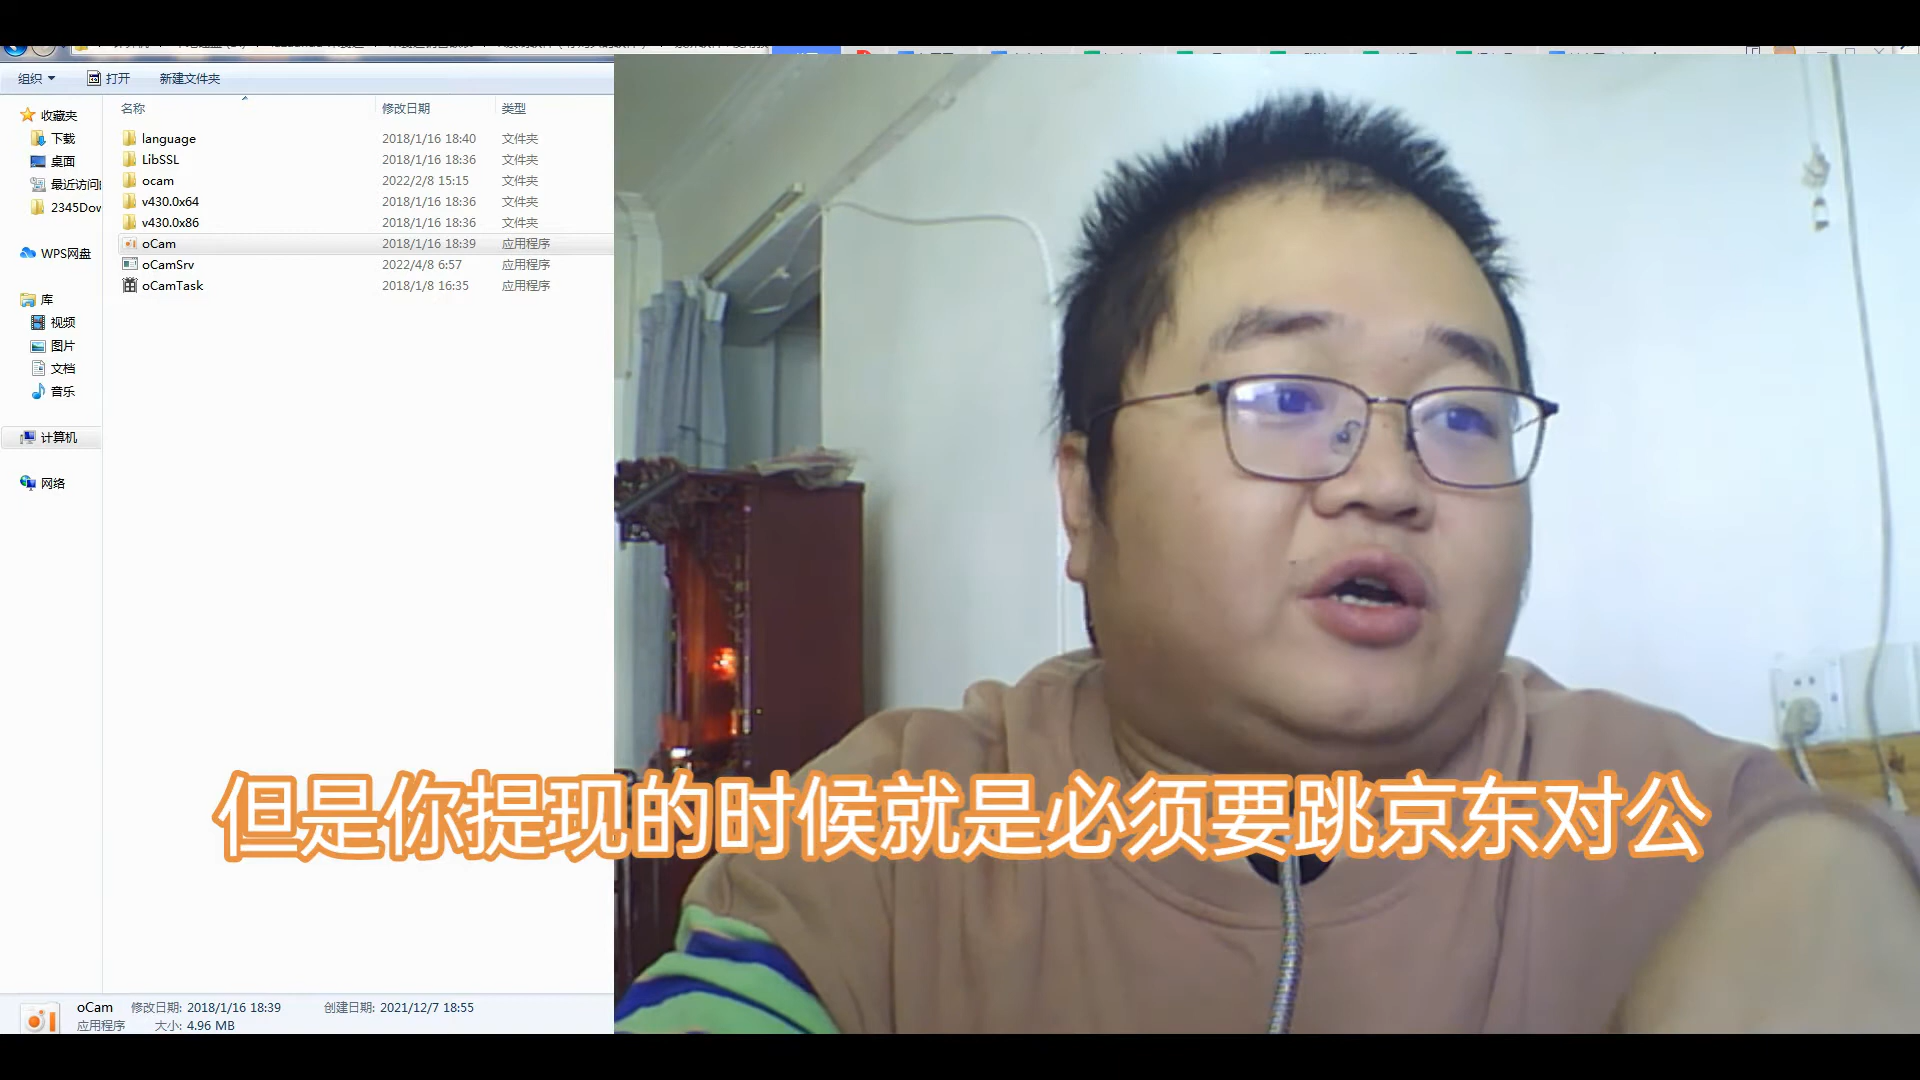 组织 打开 新建文件夹
名称 修改日期 类型
收藏夹
下载
桌面
最近访问
2345Dow
WPS网盘
库
视频
图片
文档
音乐
计算机
网络
language 2018/1/16 18:40 文件夹
LibSSL 2018/1/16 18:36 文件夹
ocam 2022/2/8 15:15 文件夹
v430.0x64 2018/1/16 18:36 文件夹
v430.0x86 2018/1/16 18:36 文件夹
oCam 2018/1/16 18:39 应用程序
oCamSrv 2022/4/8 6:57 应用程序
oCamTask 2018/1/8 16:35 应用程序
但是你提现的时候就是必须要跳京东对公
oCam 修改日期: 2018/1/16 18:39 创建日期: 2021/12/7 18:55
应用程序 大小: 4.96 MB